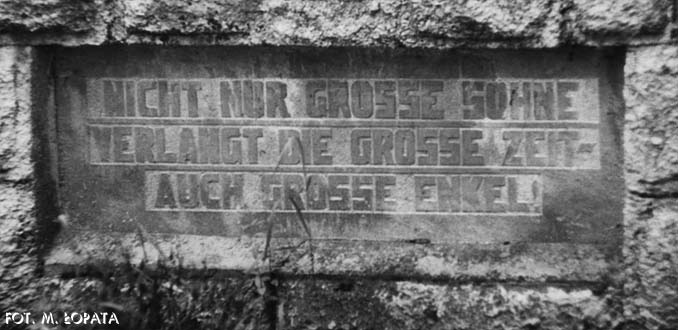 NICHT NUR GROSSE SÖHNE
VERLANGT DIE GROSSE ZEIT-
AUCH GROSSE ENKEL!
FOT. M. ŁOPATA